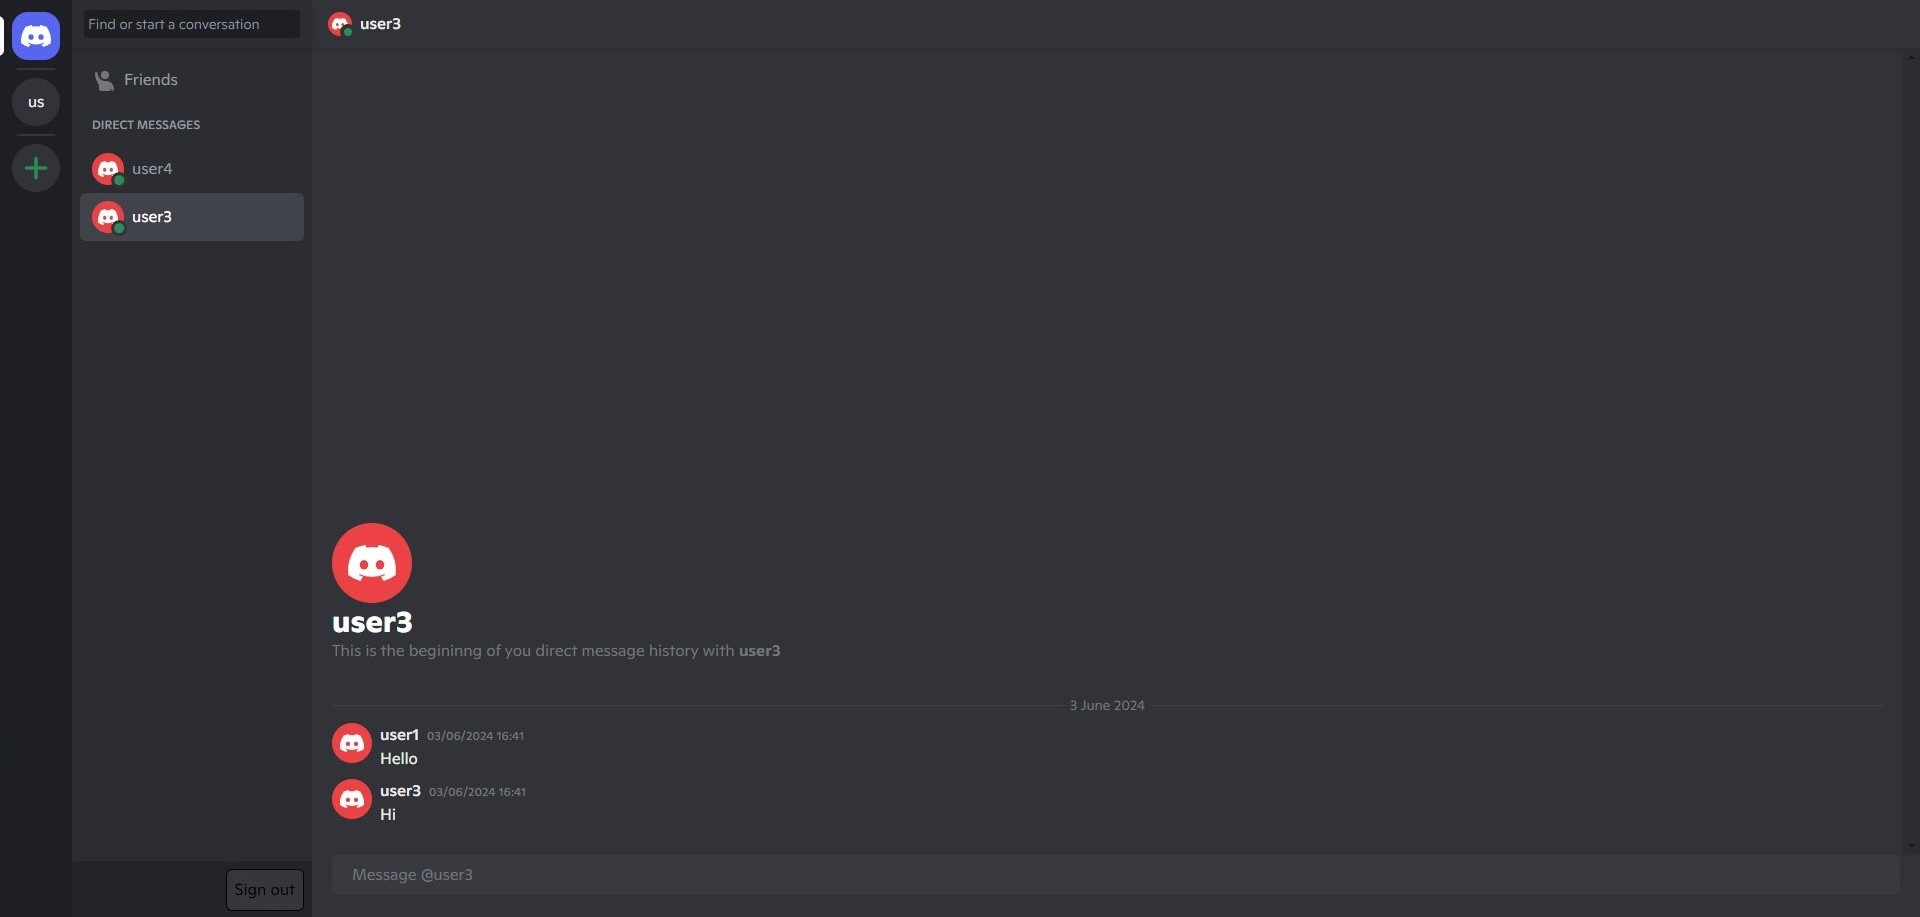 Find or start a conversation
user3
us
Friends
DIRECT MESSAGES
user4
user3
user3
This is the begininng of you direct message history with user3
3 June 2024
user1 03/06/2024 16:41
Hello
user3 03/06/2024 16:41
Hi
Message @user3
Sign out